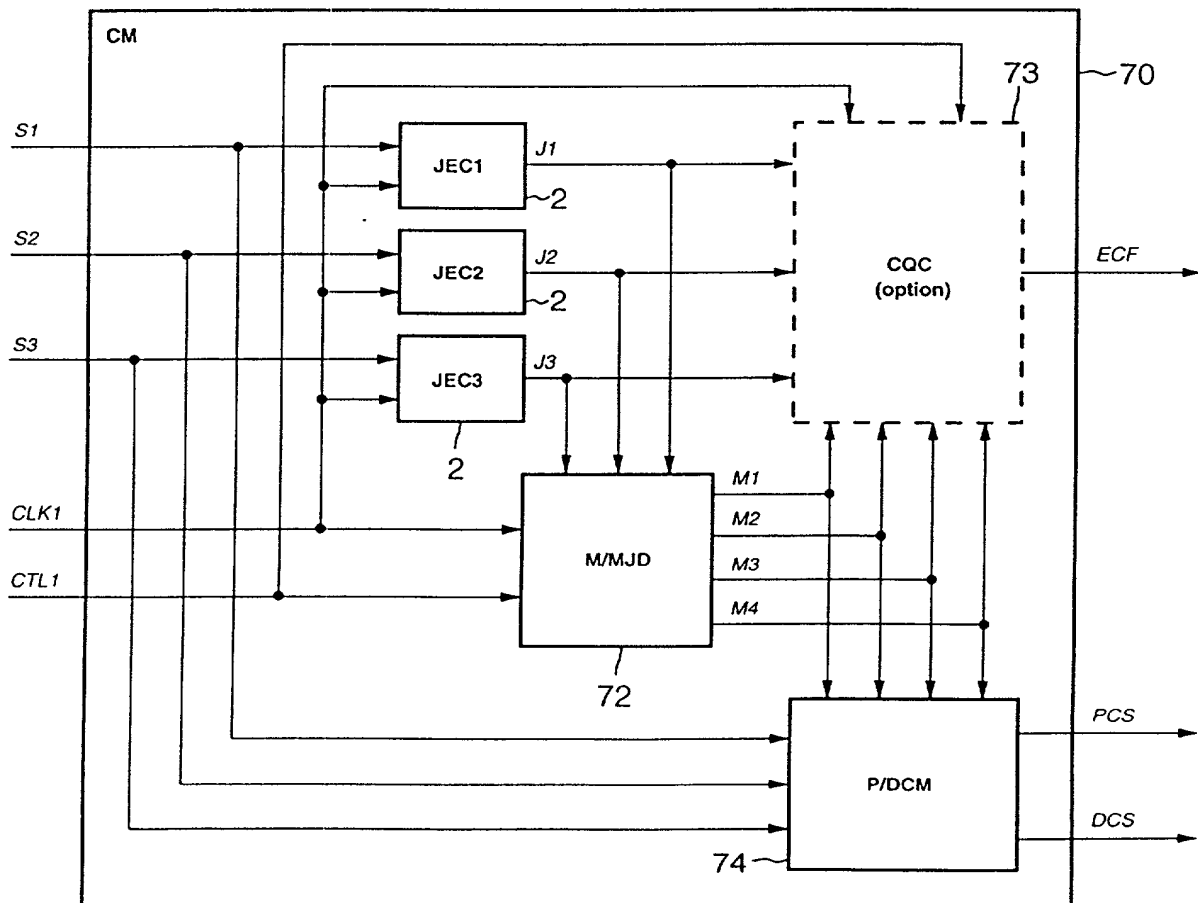 CM
70
73
S1
JEC1
J1
2
S2
JEC2
J2
2
CQC
(option)
ECF
S3
JEC3
J3
2
CLK1
M/MJD
M1
M2
M3
M4
CTL1
72
P/DCM
PCS
DCS
74